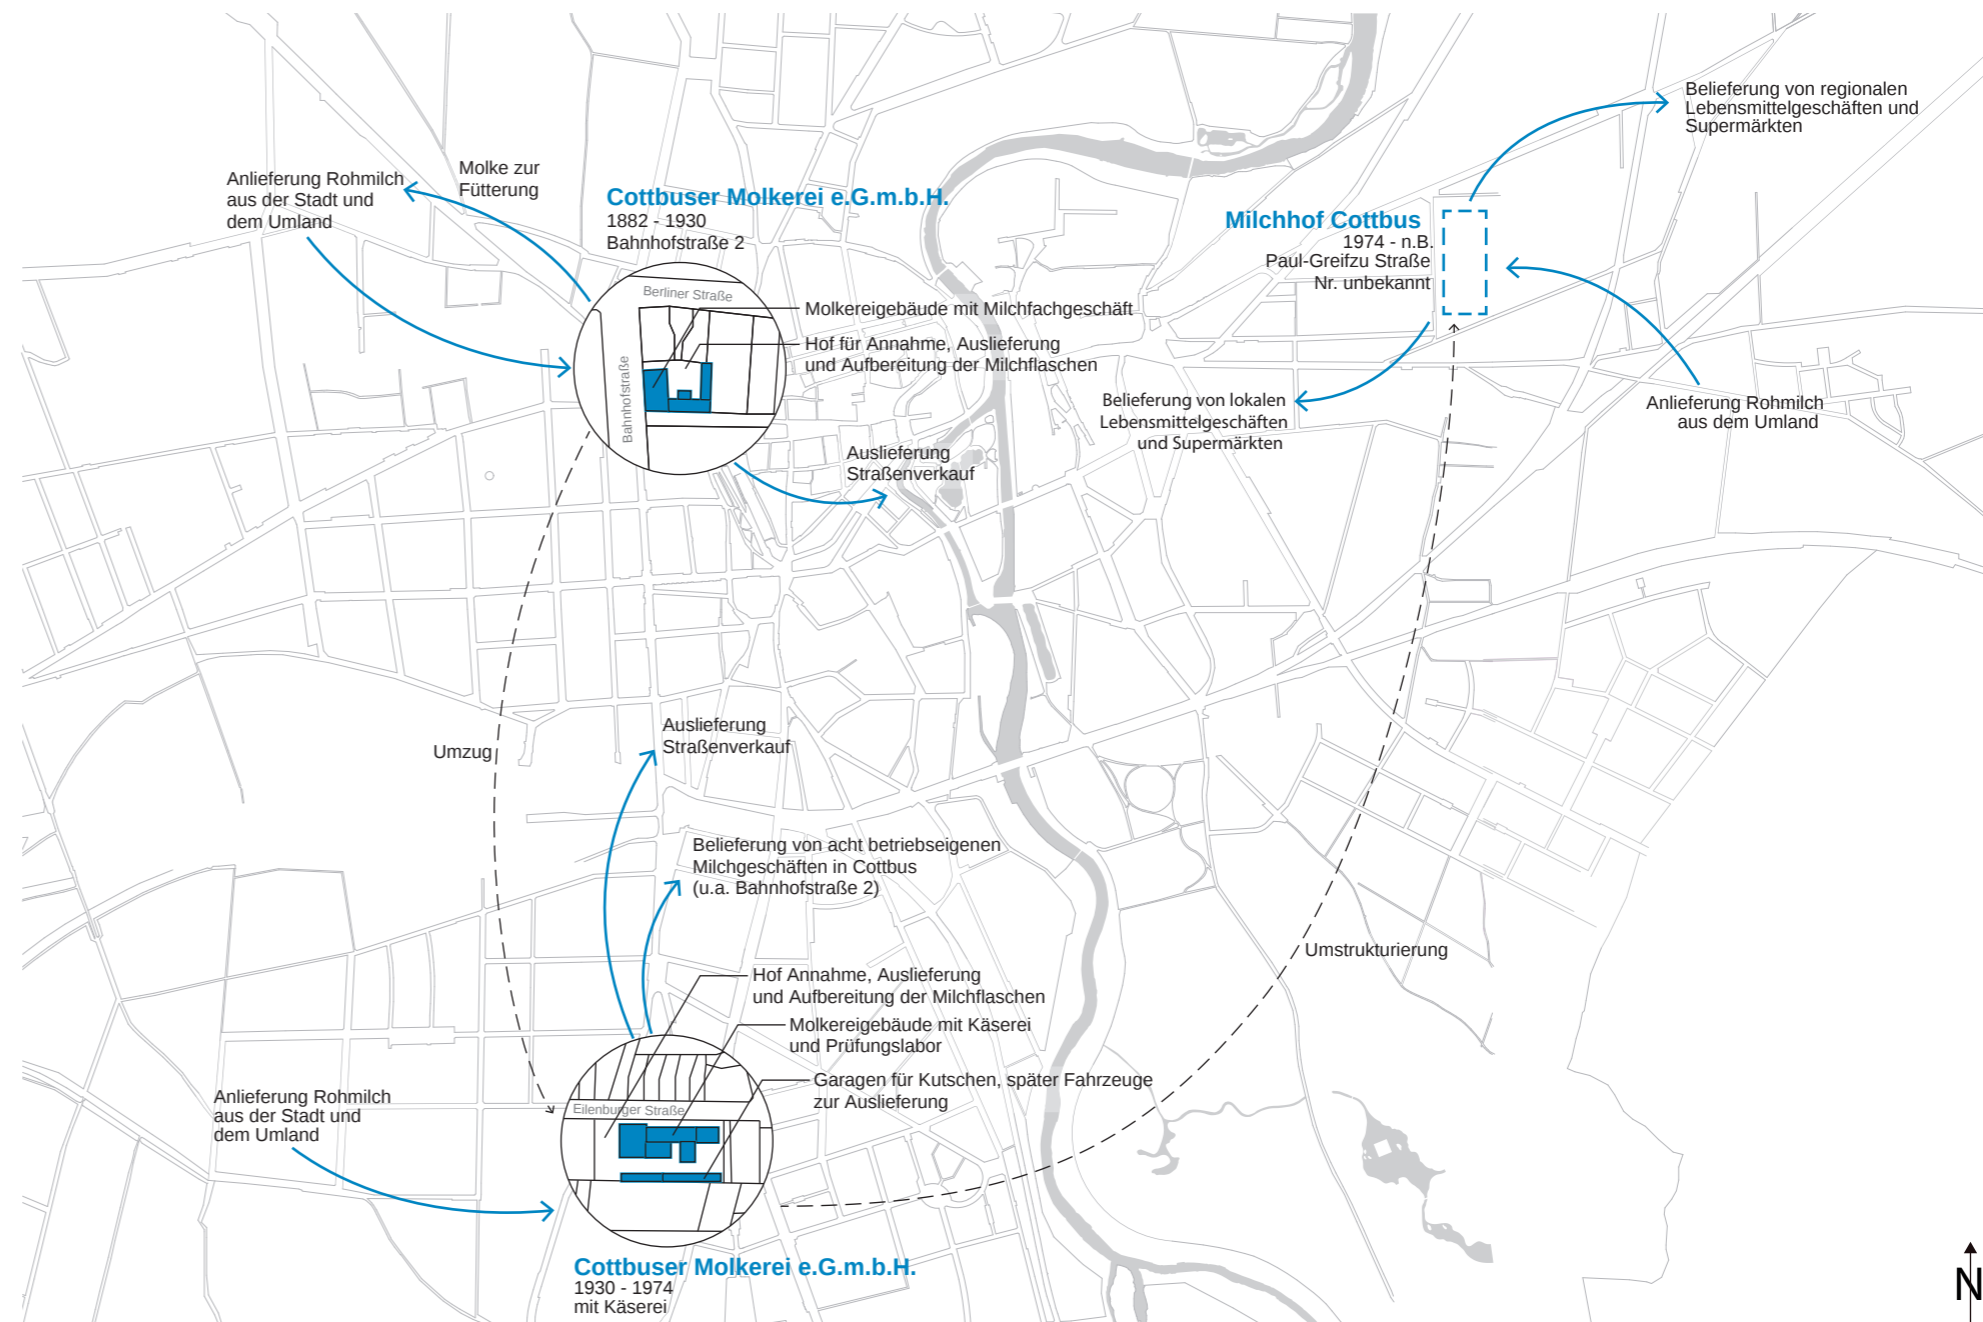 Belieferung von regionalen
Lebensmittelgeschäften und
Supermärkten
Anlieferung Rohmilch
aus der Stadt und
dem Umland
Molke zur
Fütterung
Cottbuser Molkerei e.G.m.b.H.
1882 - 1930
Bahnhofstraße 2
Milchhof Cottbus
1974 - n.B.
Paul-Greifzu Straße
Nr. unbekannt
Berliner Straße
Bahnhofstraße
Molkereigebäude mit Milchfachgeschäft
Hof für Annahme, Auslieferung
und Aufbereitung der Milchflaschen
Belieferung von lokalen
Lebensmittelgeschäften
und Supermärkten
Anlieferung Rohmilch
aus dem Umland
Auslieferung
Straßenverkauf
Umzug
Auslieferung
Straßenverkauf
Belieferung von acht betriebseigenen
Milchgeschäften in Cottbus
(u.a. Bahnhofstraße 2)
Umstrukturierung
Hof Annahme, Auslieferung
und Aufbereitung der Milchflaschen
Molkereigebäude mit Käserei
und Prüfungslabor
Garagen für Kutschen, später Fahrzeuge
zur Auslieferung
Anlieferung Rohmilch
aus der Stadt und
dem Umland
Eilenburger Straße
Cottbuser Molkerei e.G.m.b.H.
1930 - 1974
mit Käserei
N